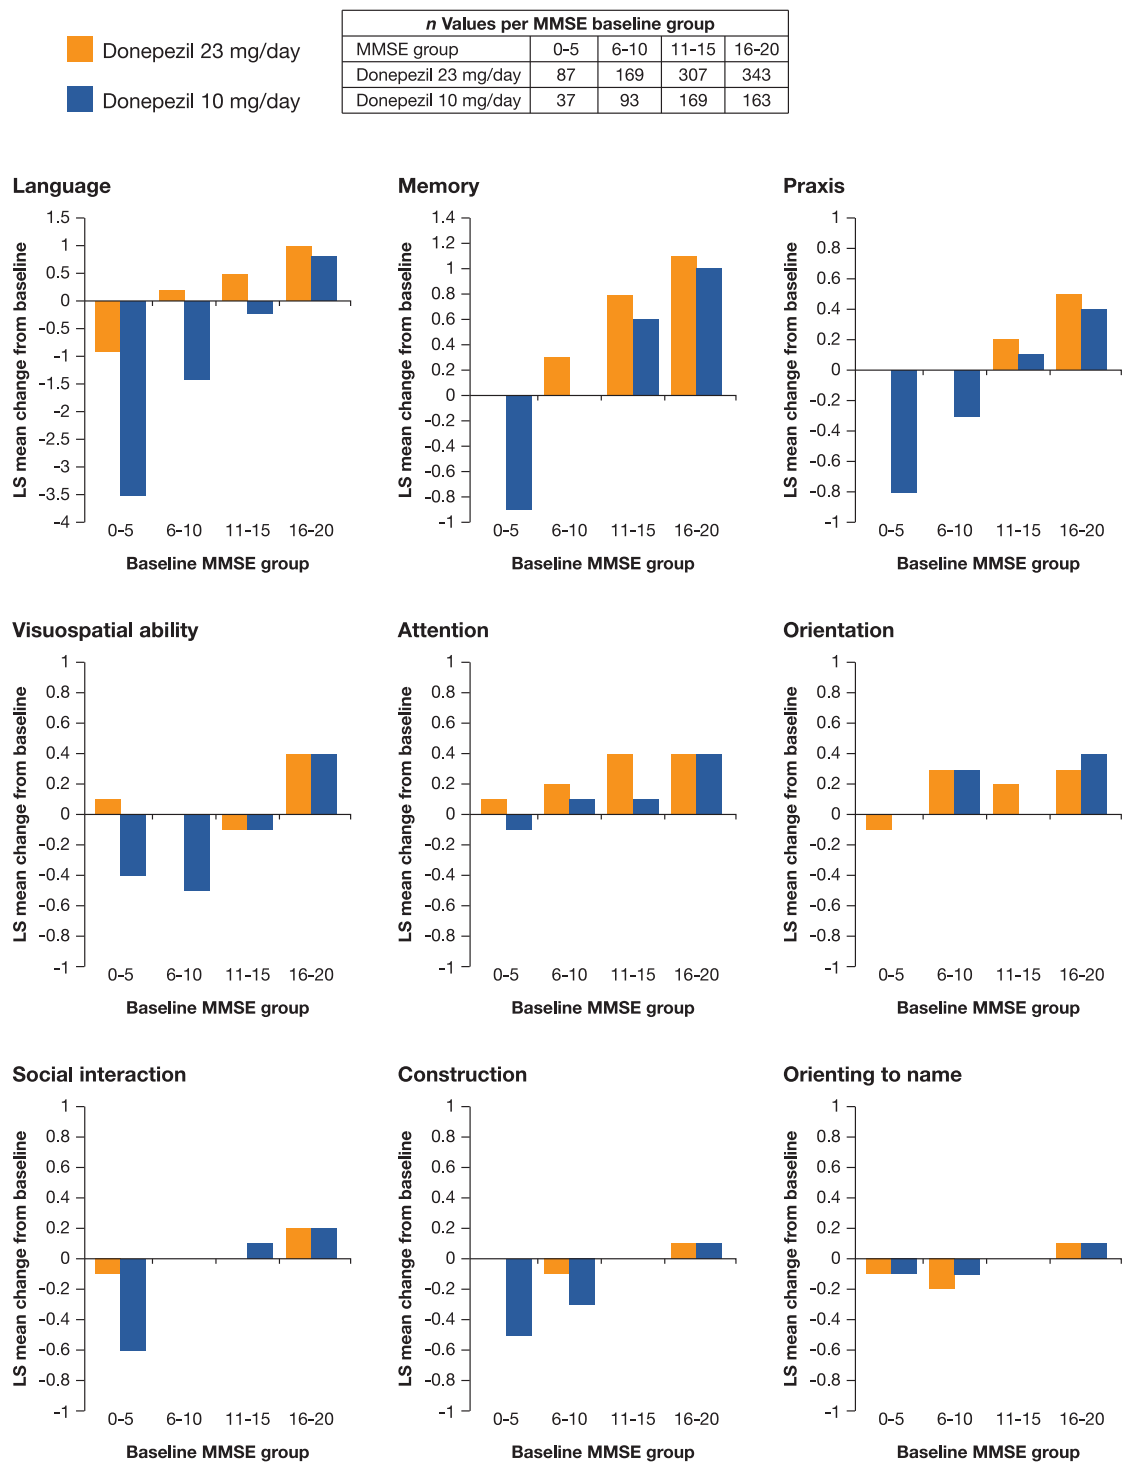 Donepezil 23 mg/day
Donepezil 10 mg/day
n Values per MMSE baseline group
MMSE group 0-5 6-10 11-15 16-20
Donepezil 23 mg/day 87 169 307 343
Donepezil 10 mg/day 37 93 169 163
Language
LS mean change from baseline
1.5
1
0.5
0
-0.5
-1
-1.5
-2
-2.5
-3
-3.5
-4
0-5 6-10 11-15 16-20
Baseline MMSE group
Memory
LS mean change from baseline
1.4
1.2
1
0.8
0.6
0.4
0.2
0
-0.2
-0.4
-0.6
-0.8
-1
0-5 6-10 11-15 16-20
Baseline MMSE group
Praxis
LS mean change from baseline
1
0.8
0.6
0.4
0.2
0
-0.2
-0.4
-0.6
-0.8
-1
0-5 6-10 11-15 16-20
Baseline MMSE group
Visuospatial ability
LS mean change from baseline
1
0.8
0.6
0.4
0.2
0
-0.2
-0.4
-0.6
-0.8
-1
0-5 6-10 11-15 16-20
Baseline MMSE group
Attention
LS mean change from baseline
1
0.8
0.6
0.4
0.2
0
-0.2
-0.4
-0.6
-0.8
-1
0-5 6-10 11-15 16-20
Baseline MMSE group
Orientation
LS mean change from baseline
1
0.8
0.6
0.4
0.2
0
-0.2
-0.4
-0.6
-0.8
-1
0-5 6-10 11-15 16-20
Baseline MMSE group
Social interaction
LS mean change from baseline
1
0.8
0.6
0.4
0.2
0
-0.2
-0.4
-0.6
-0.8
-1
0-5 6-10 11-15 16-20
Baseline MMSE group
Construction
LS mean change from baseline
1
0.8
0.6
0.4
0.2
0
-0.2
-0.4
-0.6
-0.8
-1
0-5 6-10 11-15 16-20
Baseline MMSE group
Orienting to name
LS mean change from baseline
1
0.8
0.6
0.4
0.2
0
-0.2
-0.4
-0.6
-0.8
-1
0-5 6-10 11-15 16-20
Baseline MMSE group